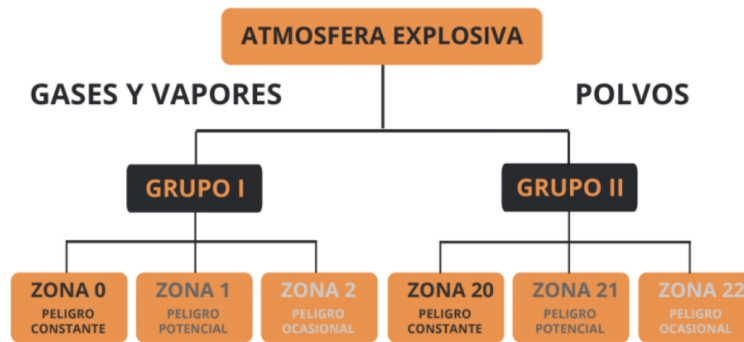 ATMOSFERA EXPLOSIVA
GASES Y VAPORES
POLVOS
GRUPO I
GRUPO II
ZONA 0
PELIGRO
CONSTANTE
ZONA 1
PELIGRO
POTENCIAL
ZONA 2
PELIGRO
OCASIONAL
ZONA 20
PELIGRO
CONSTANTE
ZONA 21
PELIGRO
POTENCIAL
ZONA 22
PELIGRO
OCASIONAL